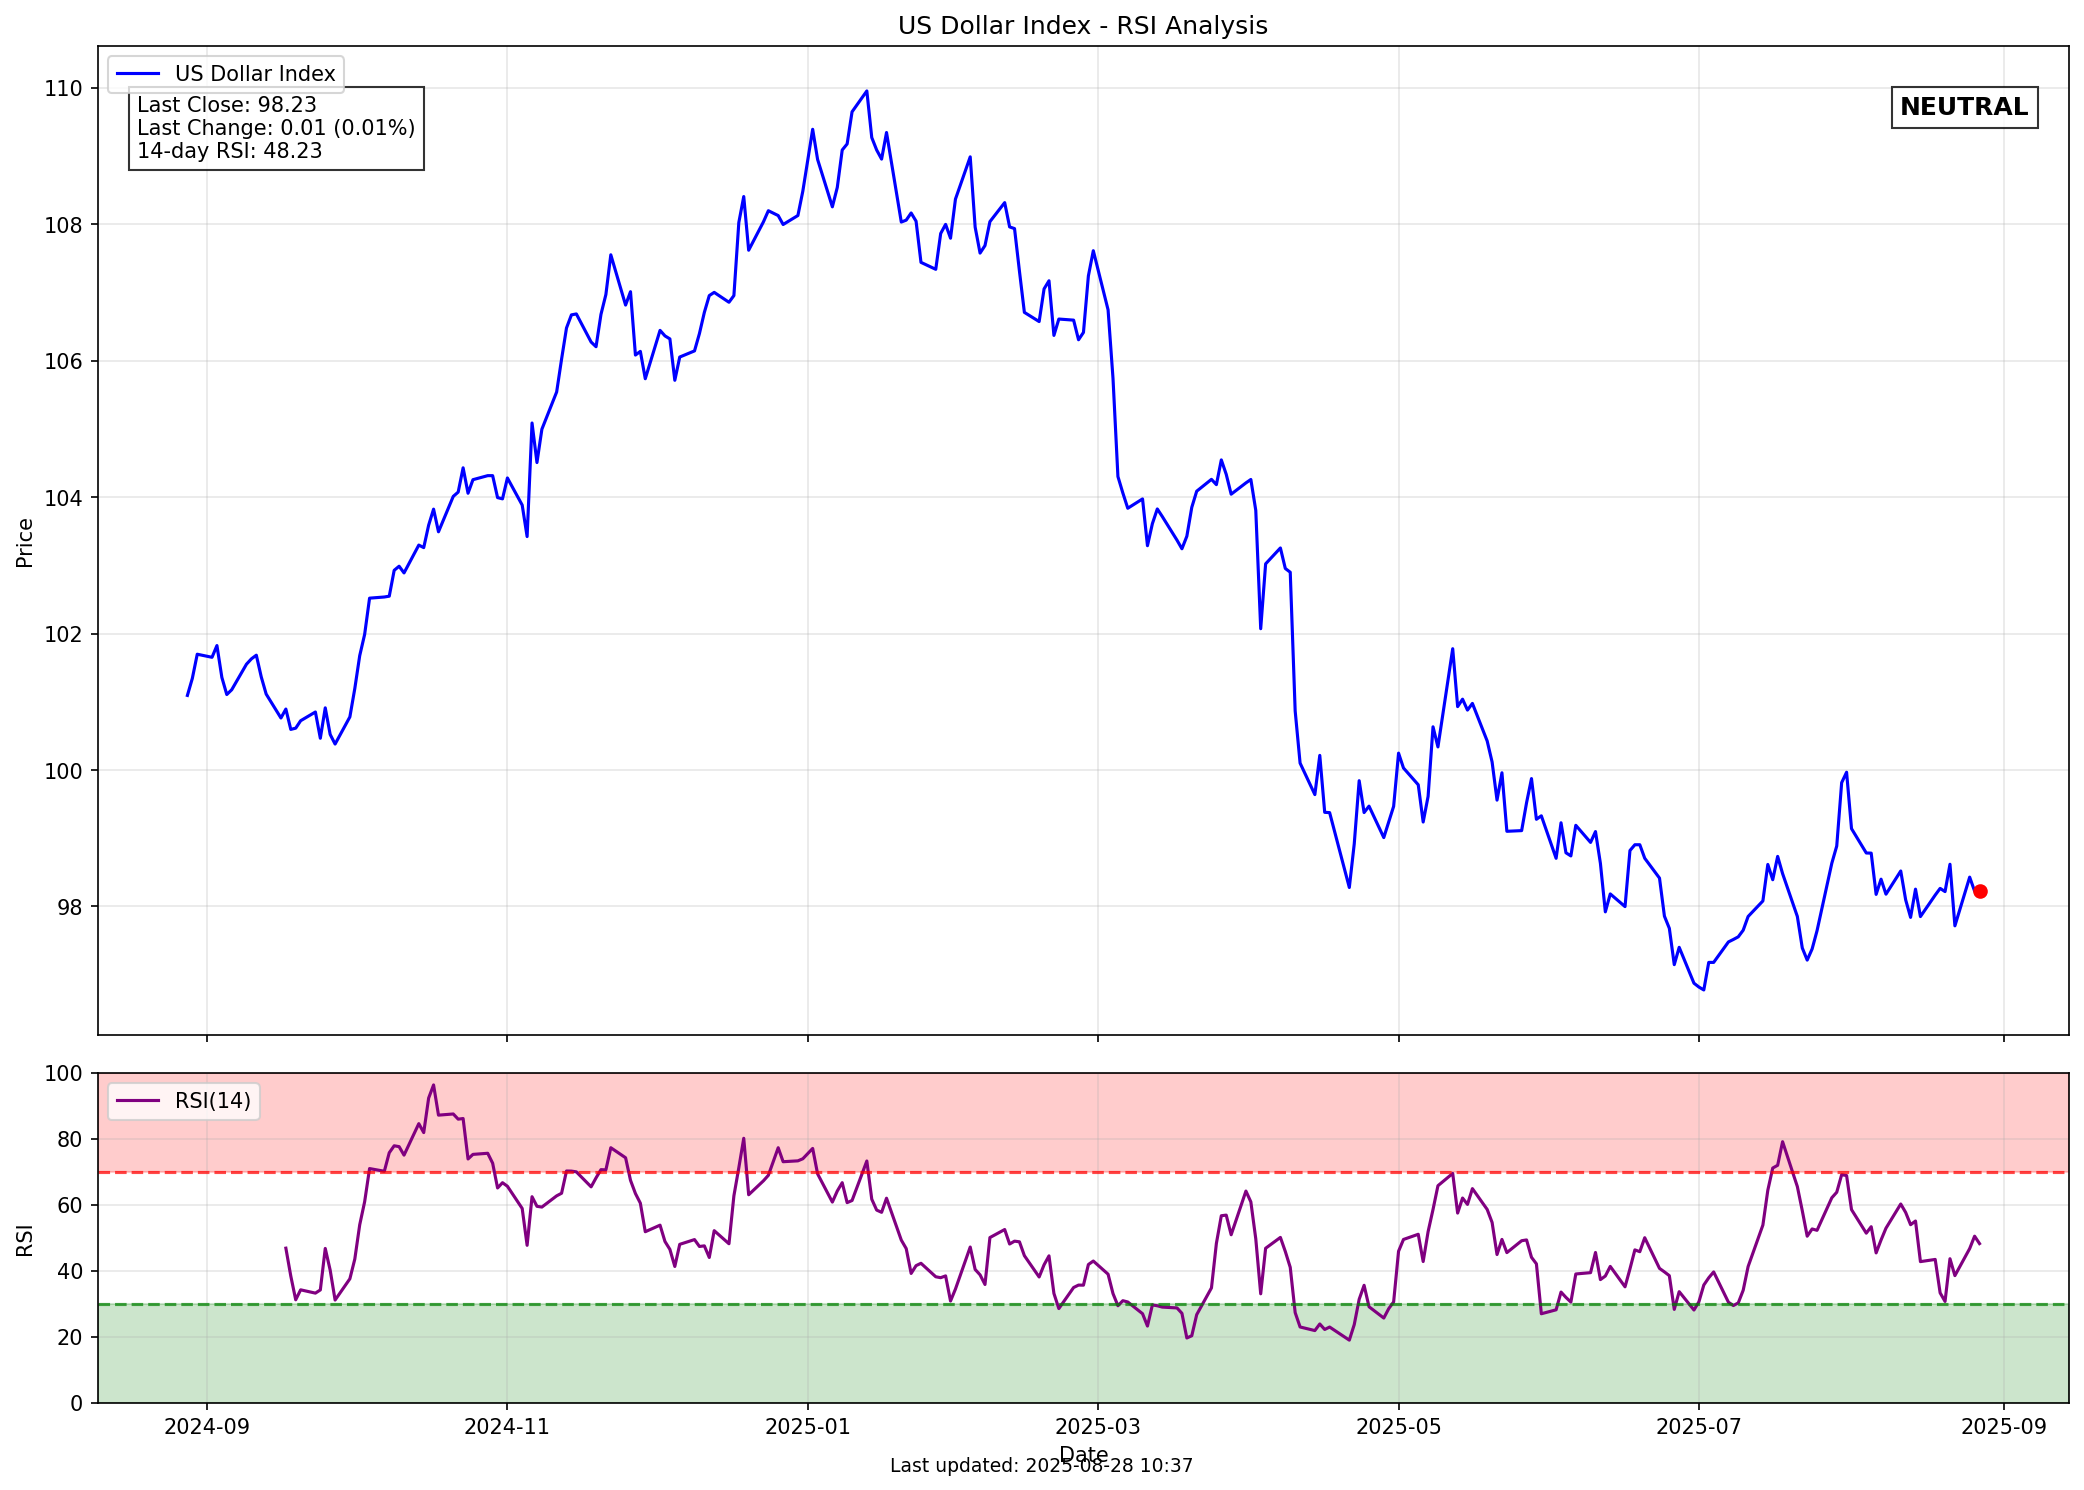 US Dollar Index - RSI Analysis
US Dollar Index
Last Close: 98.23
Last Change: 0.01 (0.01%)
14-day RSI: 48.23
NEUTRAL
110
108
106
104
102
100
98
Price
100
80
60
40
20
0
RSI
RSI(14)
2024-09
2024-11
2025-01
2025-03
2025-05
2025-07
2025-09
Date
Last updated: 2025-08-28 10:37